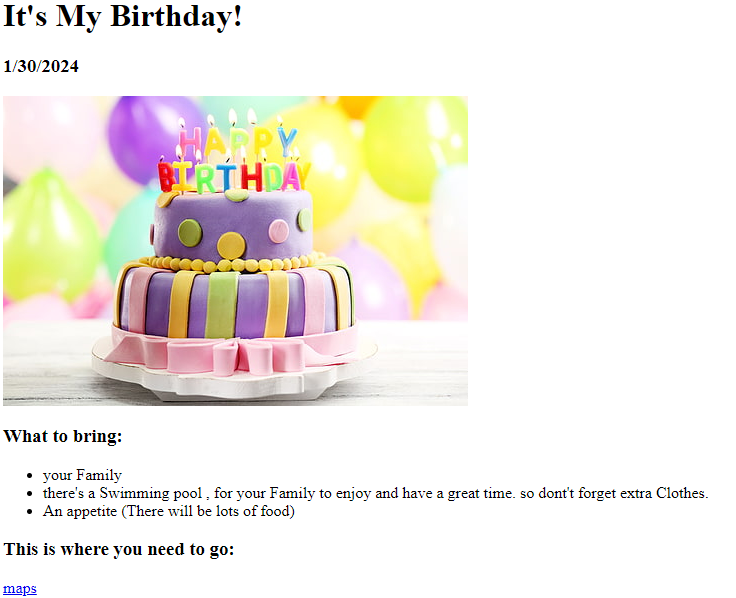 It's My Birthday!
1/30/2024
HAPPY
BIRTHDAY
What to bring:
your Family
there's a Swimming pool , for your Family to enjoy and have a great time. so dont't forget extra Clothes.
An appetite (There will be lots of food)
This is where you need to go:
maps